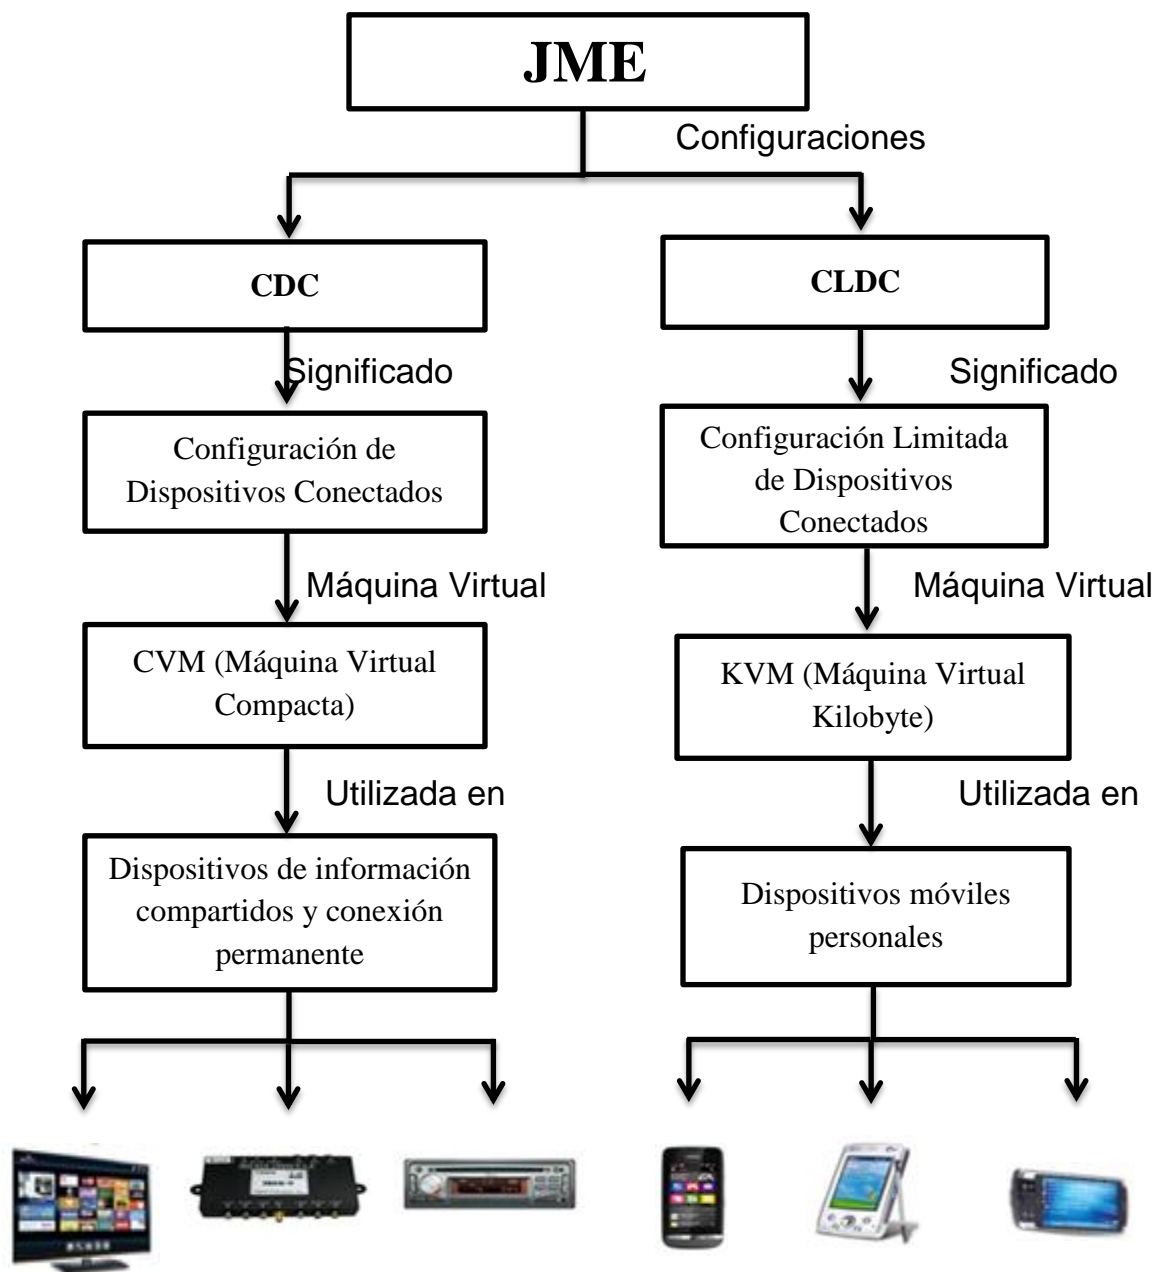 JME
Configuraciones
CDC
CLDC
Significado
Significado
Configuración de
Dispositivos Conectados
Configuración Limitada
de Dispositivos
Conectados
Máquina Virtual
Máquina Virtual
CVM (Máquina Virtual
Compacta)
KVM (Máquina Virtual
Kilobyte)
Utilizada en
Utilizada en
Dispositivos de información
compartidos y conexión
permanente
Dispositivos móviles
personales